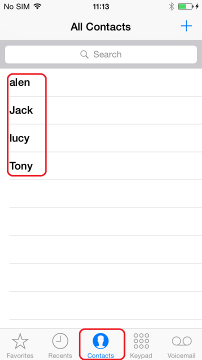 No SIM 11:13
All Contacts +
Search
alen
Jack
lucy
Tony
Favorites Recents Contacts Keypad Voicemail